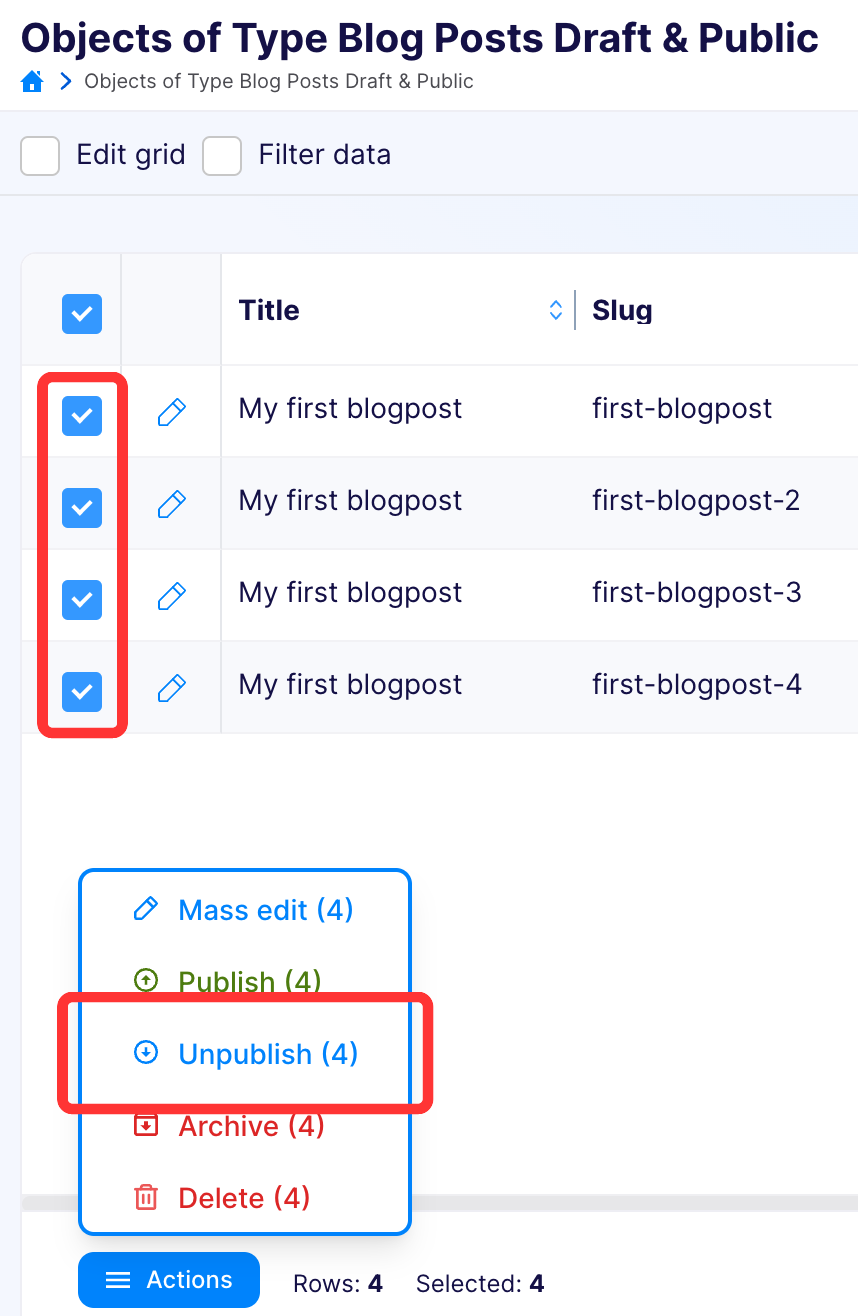 Objects of Type Blog Posts Draft & Public
Objects of Type Blog Posts Draft & Public
Edit grid Filter data
Title Slug
My first blogpost first-blogpost
My first blogpost first-blogpost-2
My first blogpost first-blogpost-3
My first blogpost first-blogpost-4
Mass edit (4)
Publish (4)
Unpublish (4)
Archive (4)
Delete (4)
Actions Rows: 4 Selected: 4